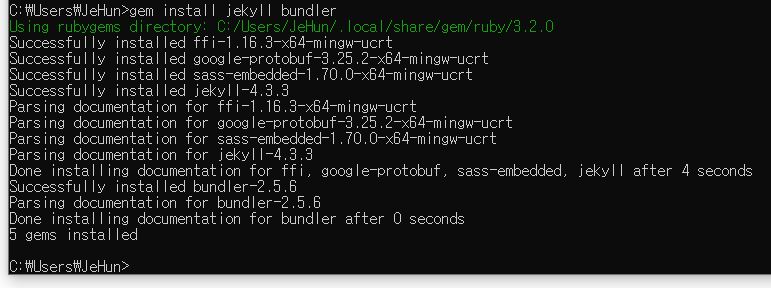 C:₩Users₩JeHun>gem install jekyll bundler
Using rubygems directory: C:/Users/JeHun/.local/share/gem/ruby/3.2.0
Successfully installed ffi-1.16.3-x64-mingw-ucrt
Successfully installed google-protobuf-3.25.2-x64-mingw-ucrt
Successfully installed sass-embedded-1.70.0-x64-mingw-ucrt
Successfully installed jekyll-4.3.3
Parsing documentation for ffi-1.16.3-x64-mingw-ucrt
Parsing documentation for google-protobuf-3.25.2-x64-mingw-ucrt
Parsing documentation for sass-embedded-1.70.0-x64-mingw-ucrt
Parsing documentation for jekyll-4.3.3
Done installing documentation for ffi, google-protobuf, sass-embedded, jekyll after 4 seconds
Successfully installed bundler-2.5.6
Parsing documentation for bundler-2.5.6
Done installing documentation for bundler after 0 seconds
5 gems installed
C:₩Users₩JeHun>